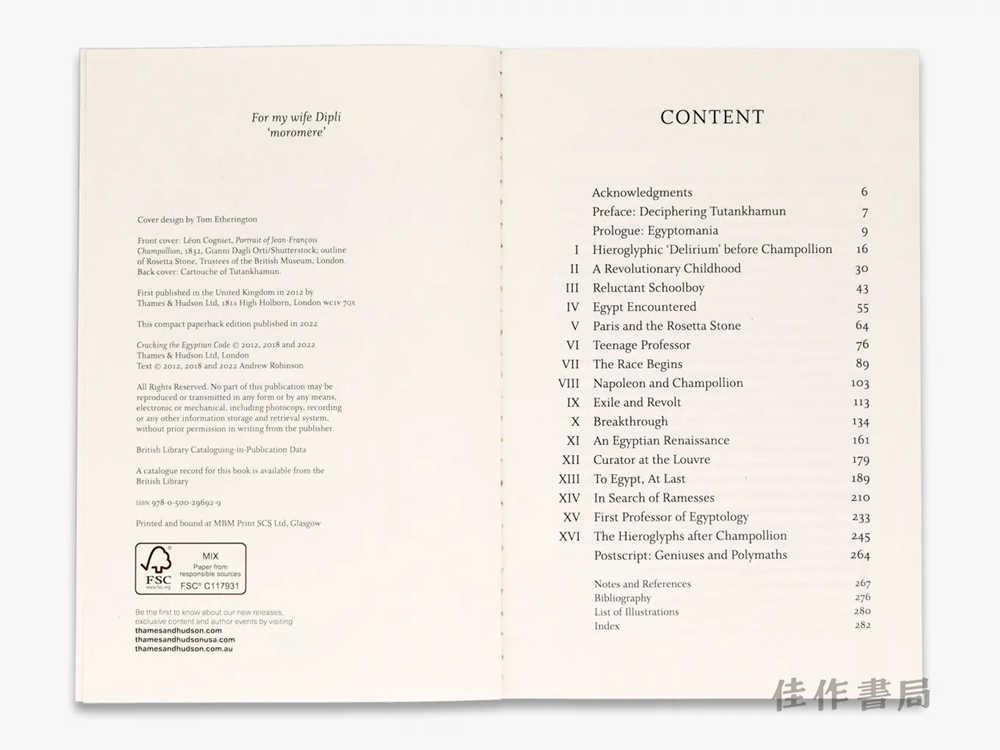 For my wife Dipli
‘moromere’
Cover design by Tom Etherington
Front cover: Léon Cogniet, Portrait of Jean-François
Champollion, 1832, Gianni Dagli Orti/Shutterstock; outline
of Rosetta Stone, Trustees of the British Museum, London.
Back cover: Cartouche of Tutankhamun.
First published in the United Kingdom in 2012 by
Thames & Hudson Ltd, 181A High Holborn, London WC1V 7QX
This compact paperback edition published in 2022
Cracking the Egyptian Code © 2012, 2018 and 2022
Thames & Hudson Ltd, London
Text © 2012, 2018 and 2022 Andrew Robinson
All Rights Reserved. No part of this publication may be
reproduced or transmitted in any form or by any means,
electronic or mechanical, including photocopy, recording
or any other information storage and retrieval system,
without prior permission in writing from the publisher.
British Library Cataloguing-in-Publication Data
A catalogue record for this book is available from the
British Library
ISBN 978-0-500-29692-9
Printed and bound at MBM Print SCS Ltd, Glasgow
FSC
www.fsc.org
MIX
Paper from
responsible sources
FSC® C117931
Be the first to know about our new releases,
exclusive content and author events by visiting
thamesandhudson.com
thamesandhudsonusa.com
thamesandhudson.com.au
CONTENT
Acknowledgments 6
Preface: Deciphering Tutankhamun 7
Prologue: Egyptomania 9
I Hieroglyphic ‘Delirium’ before Champollion 16
II A Revolutionary Childhood 30
III Reluctant Schoolboy 43
IV Egypt Encountered 55
V Paris and the Rosetta Stone 64
VI Teenage Professor 76
VII The Race Begins 89
VIII Napoleon and Champollion 103
IX Exile and Revolt 113
X Breakthrough 134
XI An Egyptian Renaissance 161
XII Curator at the Louvre 179
XIII To Egypt, At Last 189
XIV In Search of Ramesses 210
XV First Professor of Egyptology 233
XVI The Hieroglyphs after Champollion 245
Postscript: Geniuses and Polymaths 264
Notes and References 267
Bibliography 276
List of Illustrations 280
Index 282
佳作書局